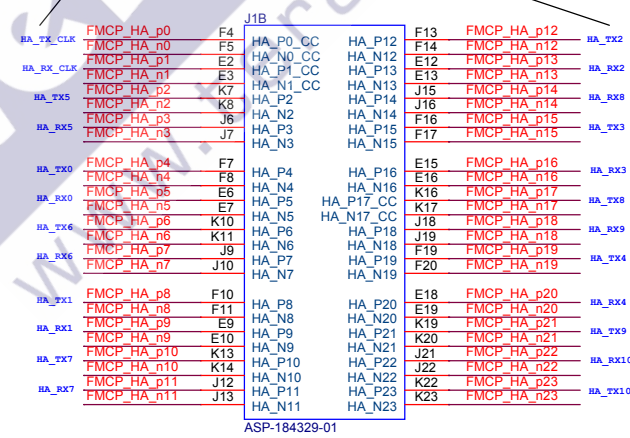 J1B
HA_TX_CLK FMCP_HA_p0 F4 HA_P0_CC HA_P12 F13 FMCP_HA_p12 HA_TX2
FMCP_HA_n0 F5 HA_N0_CC HA_N12 F14 FMCP_HA_n12
HA_RX_CLK FMCP_HA_p1 E2 HA_P1_CC HA_P13 E12 FMCP_HA_p13 HA_RX2
FMCP_HA_n1 E3 HA_N1_CC HA_N13 E13 FMCP_HA_n13
HA_TX5 FMCP_HA_p2 K7 HA_P2 HA_P14 J15 FMCP_HA_p14 HA_RX8
FMCP_HA_n2 K8 HA_N2 HA_N14 J16 FMCP_HA_n14
HA_RX5 FMCP_HA_p3 J6 HA_P3 HA_P15 F16 FMCP_HA_p15 HA_TX3
FMCP_HA_n3 J7 HA_N3 HA_N15 F17 FMCP_HA_n15
HA_TX0 FMCP_HA_p4 F7 HA_P4 HA_P16 E15 FMCP_HA_p16 HA_RX3
FMCP_HA_n4 F8 HA_N4 HA_N16 E16 FMCP_HA_n16
HA_RX0 FMCP_HA_p5 E6 HA_P5 HA_P17_CC K16 FMCP_HA_p17 HA_TX8
FMCP_HA_n5 E7 HA_N5 HA_N17_CC K17 FMCP_HA_n17
HA_TX6 FMCP_HA_p6 K10 HA_P6 HA_P18 J18 FMCP_HA_p18 HA_RX9
FMCP_HA_n6 K11 HA_N6 HA_N18 J19 FMCP_HA_n18
HA_RX6 FMCP_HA_p7 J9 HA_P7 HA_P19 F19 FMCP_HA_p19 HA_TX4
FMCP_HA_n7 J10 HA_N7 HA_N19 F20 FMCP_HA_n19
HA_TX1 FMCP_HA_p8 F10 HA_P8 HA_P20 E18 FMCP_HA_p20 HA_RX4
FMCP_HA_n8 F11 HA_N8 HA_N20 E19 FMCP_HA_n20
HA_RX1 FMCP_HA_p9 E9 HA_P9 HA_P21 K19 FMCP_HA_p21 HA_TX9
FMCP_HA_n9 E10 HA_N9 HA_N21 K20 FMCP_HA_n21
HA_TX7 FMCP_HA_p10 K13 HA_P10 HA_P22 J21 FMCP_HA_p22 HA_RX10
FMCP_HA_n10 K14 HA_N10 HA_N22 J22 FMCP_HA_n22
HA_RX7 FMCP_HA_p11 J12 HA_P11 HA_P23 K22 FMCP_HA_p23 HA_TX10
FMCP_HA_n11 J13 HA_N11 HA_N23 K23 FMCP_HA_n23
ASP-184329-01
www.tera